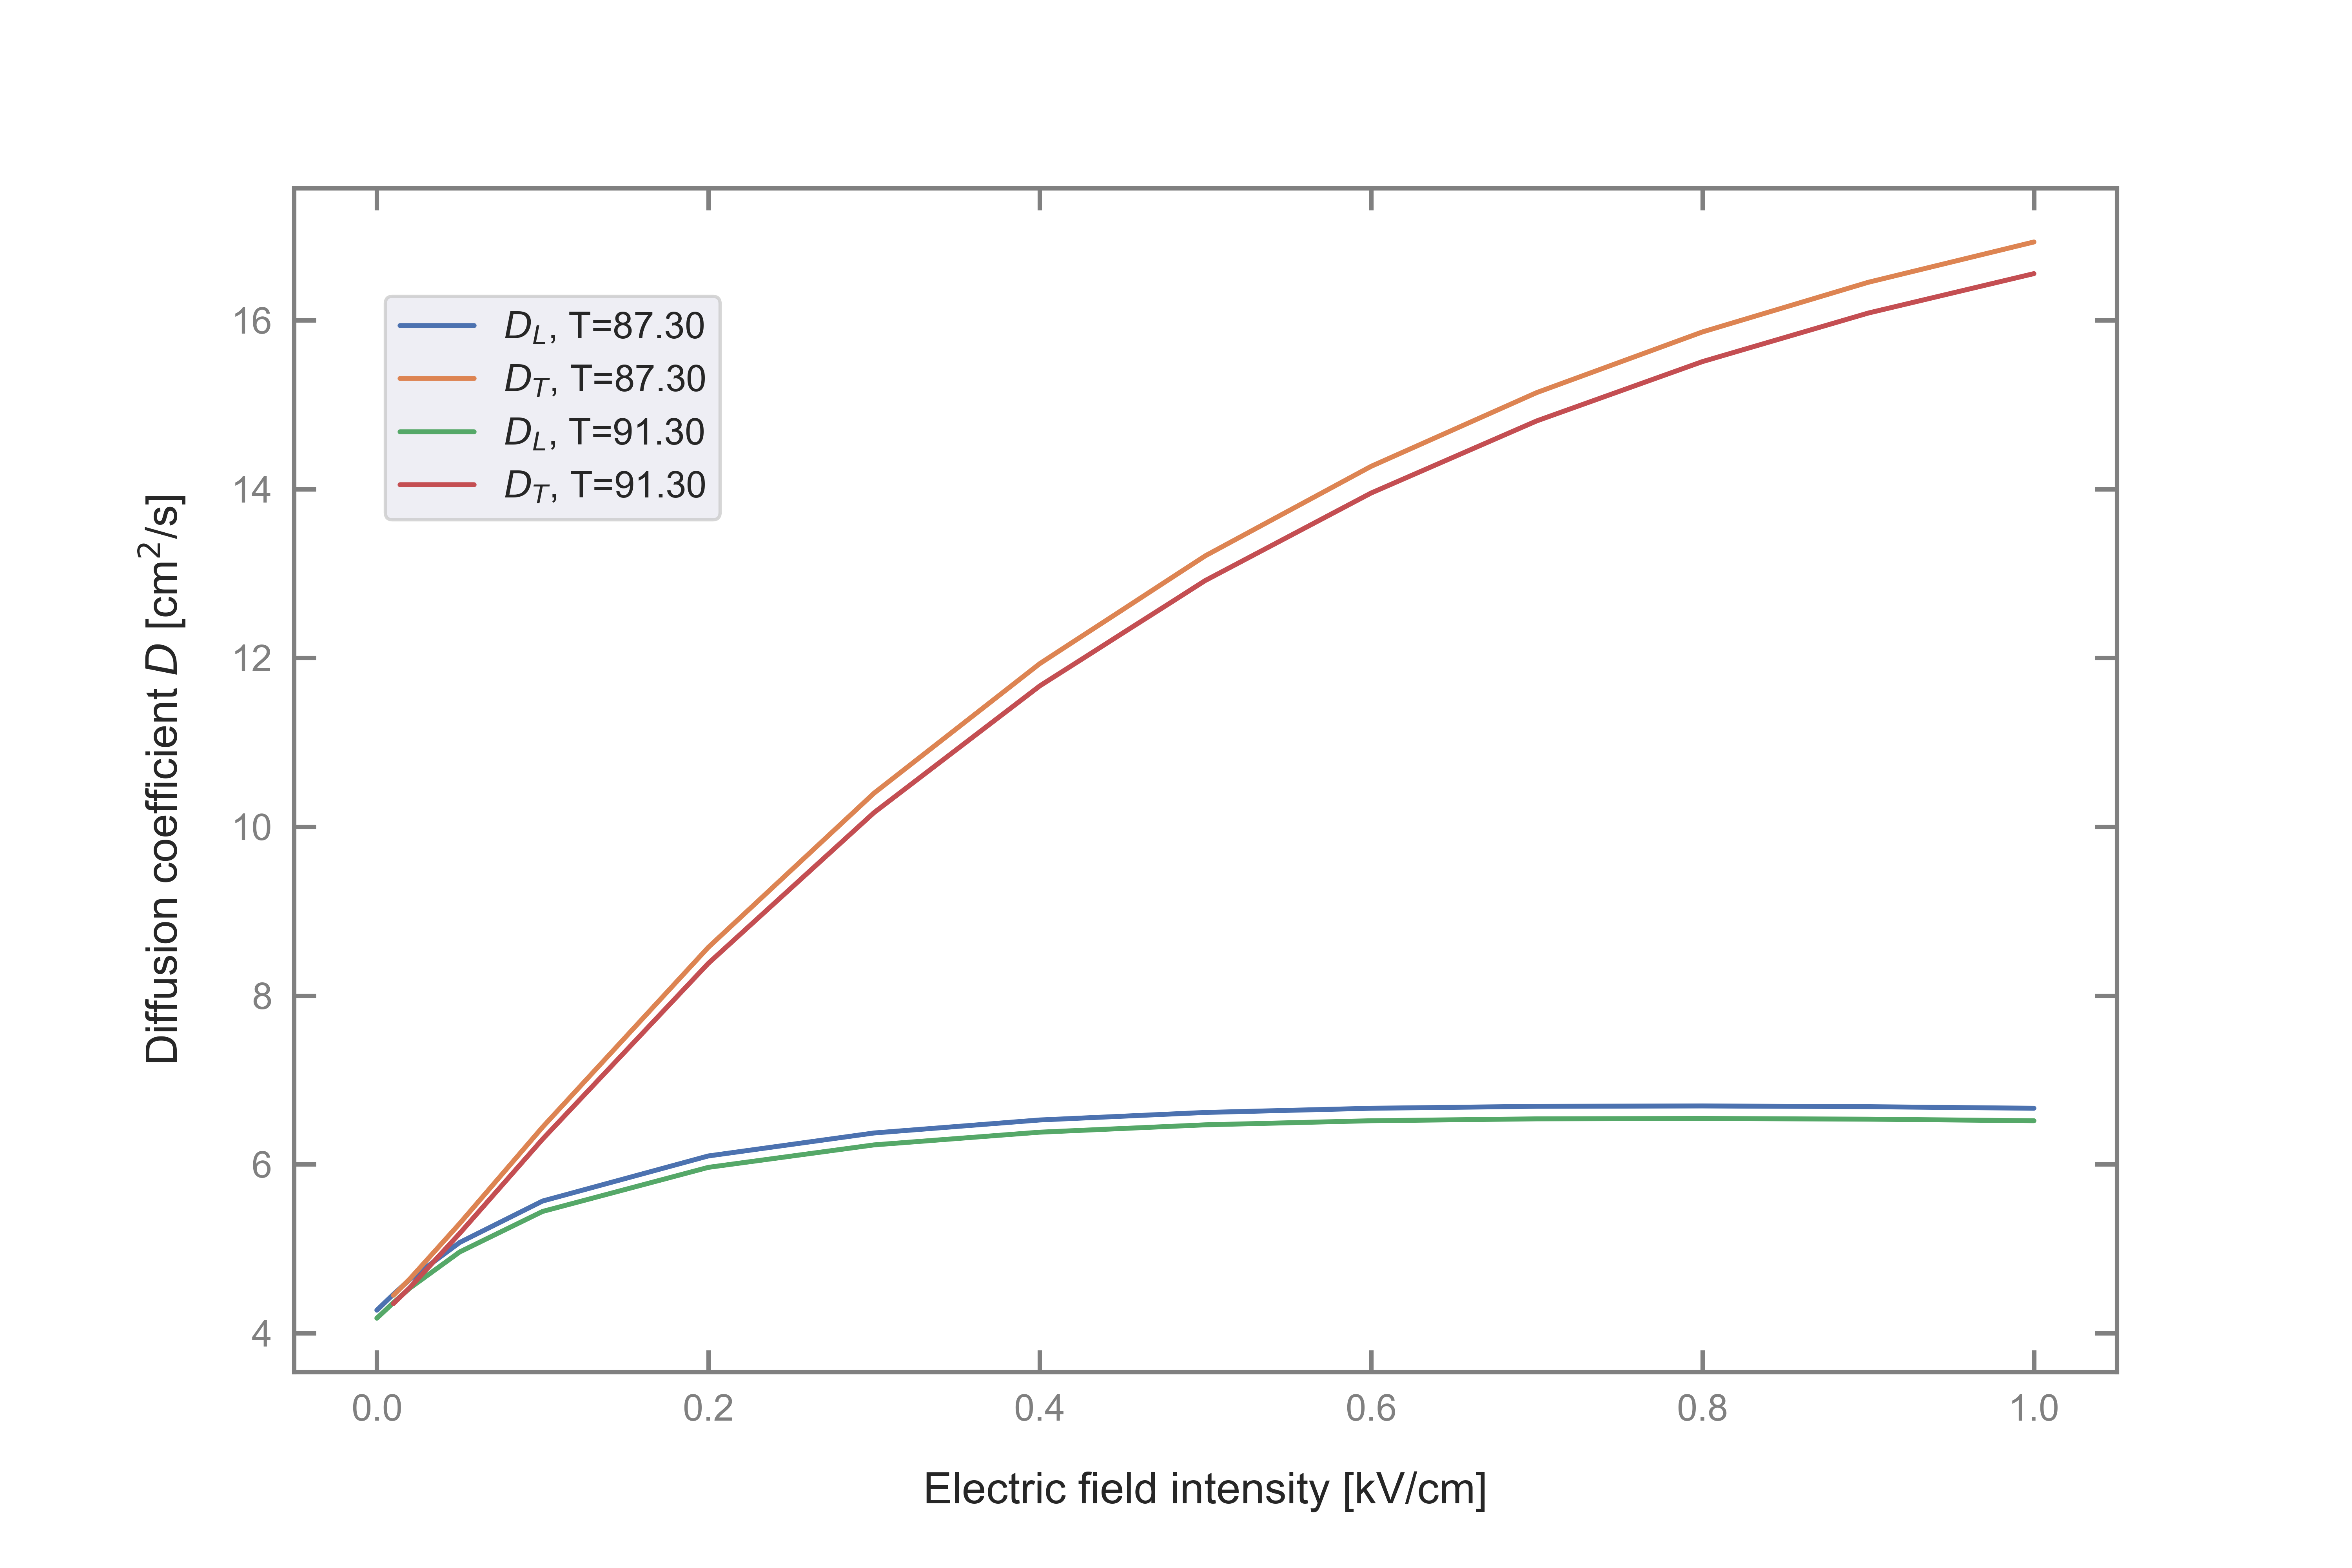 Diffusion coefficient D [cm²/s]
16
14
12
10
8
6
4
D_L, T=87.30
D_T, T=87.30
D_L, T=91.30
D_T, T=91.30
0.0 0.2 0.4 0.6 0.8 1.0
Electric field intensity [kV/cm]